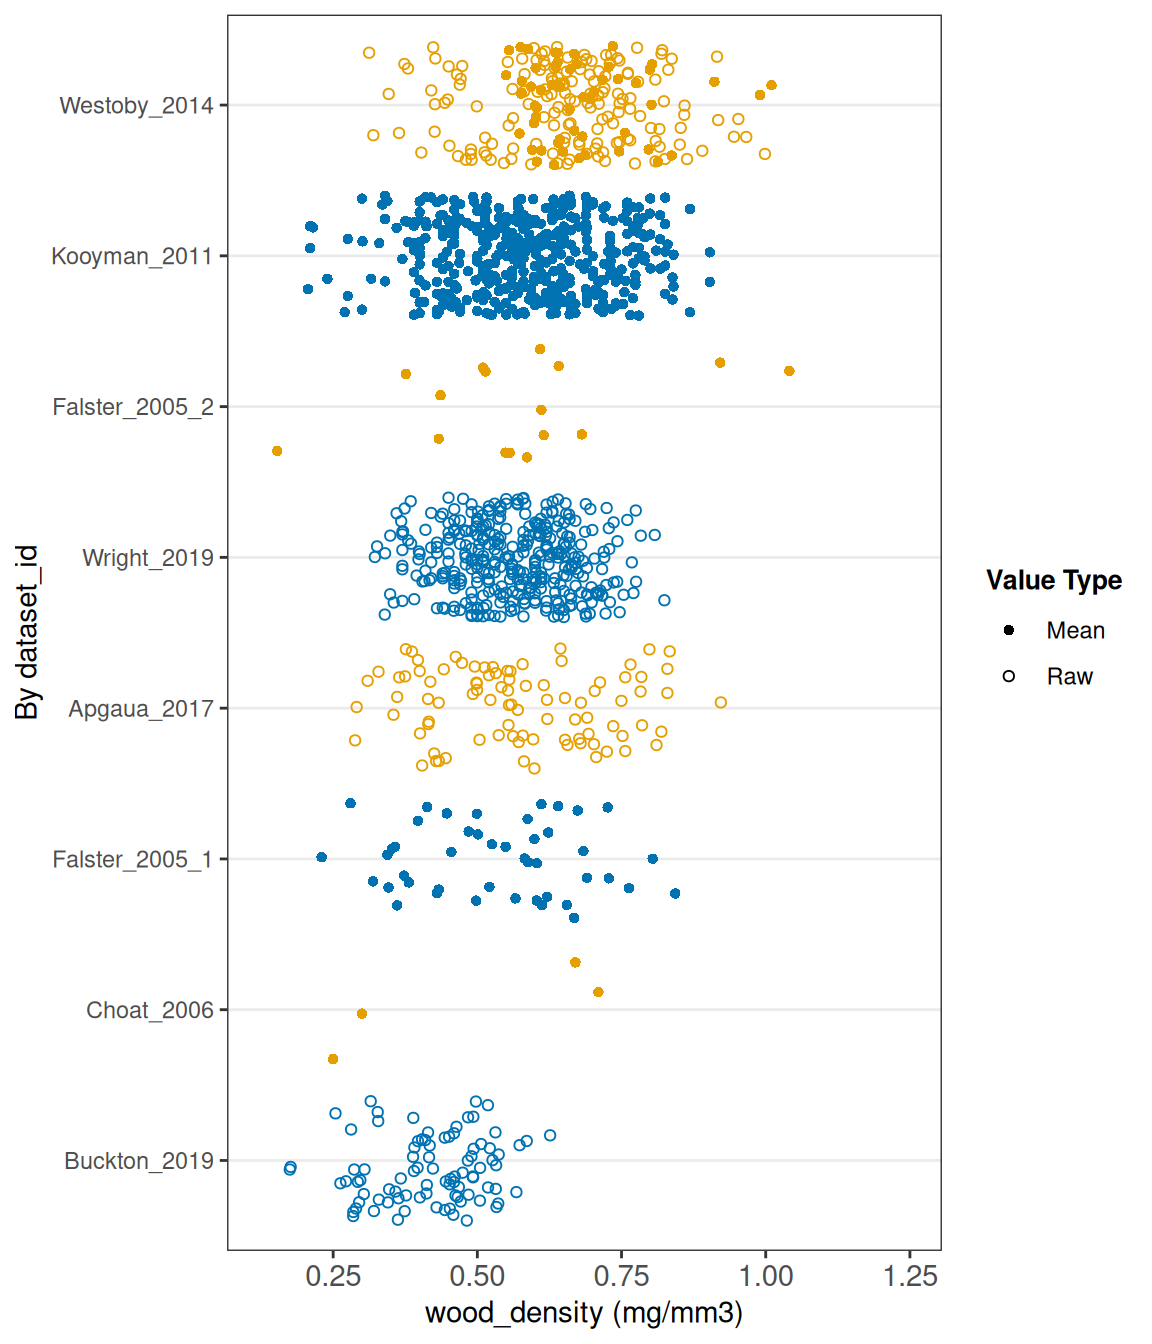 Westoby_2014
Kooyman_2011
Falster_2005_2
Wright_2019
Apgaua_2017
Falster_2005_1
Choat_2006
Buckton_2019
By dataset_id
0.25 0.50 0.75 1.00 1.25
wood_density (mg/mm3)
Value Type
Mean
Raw